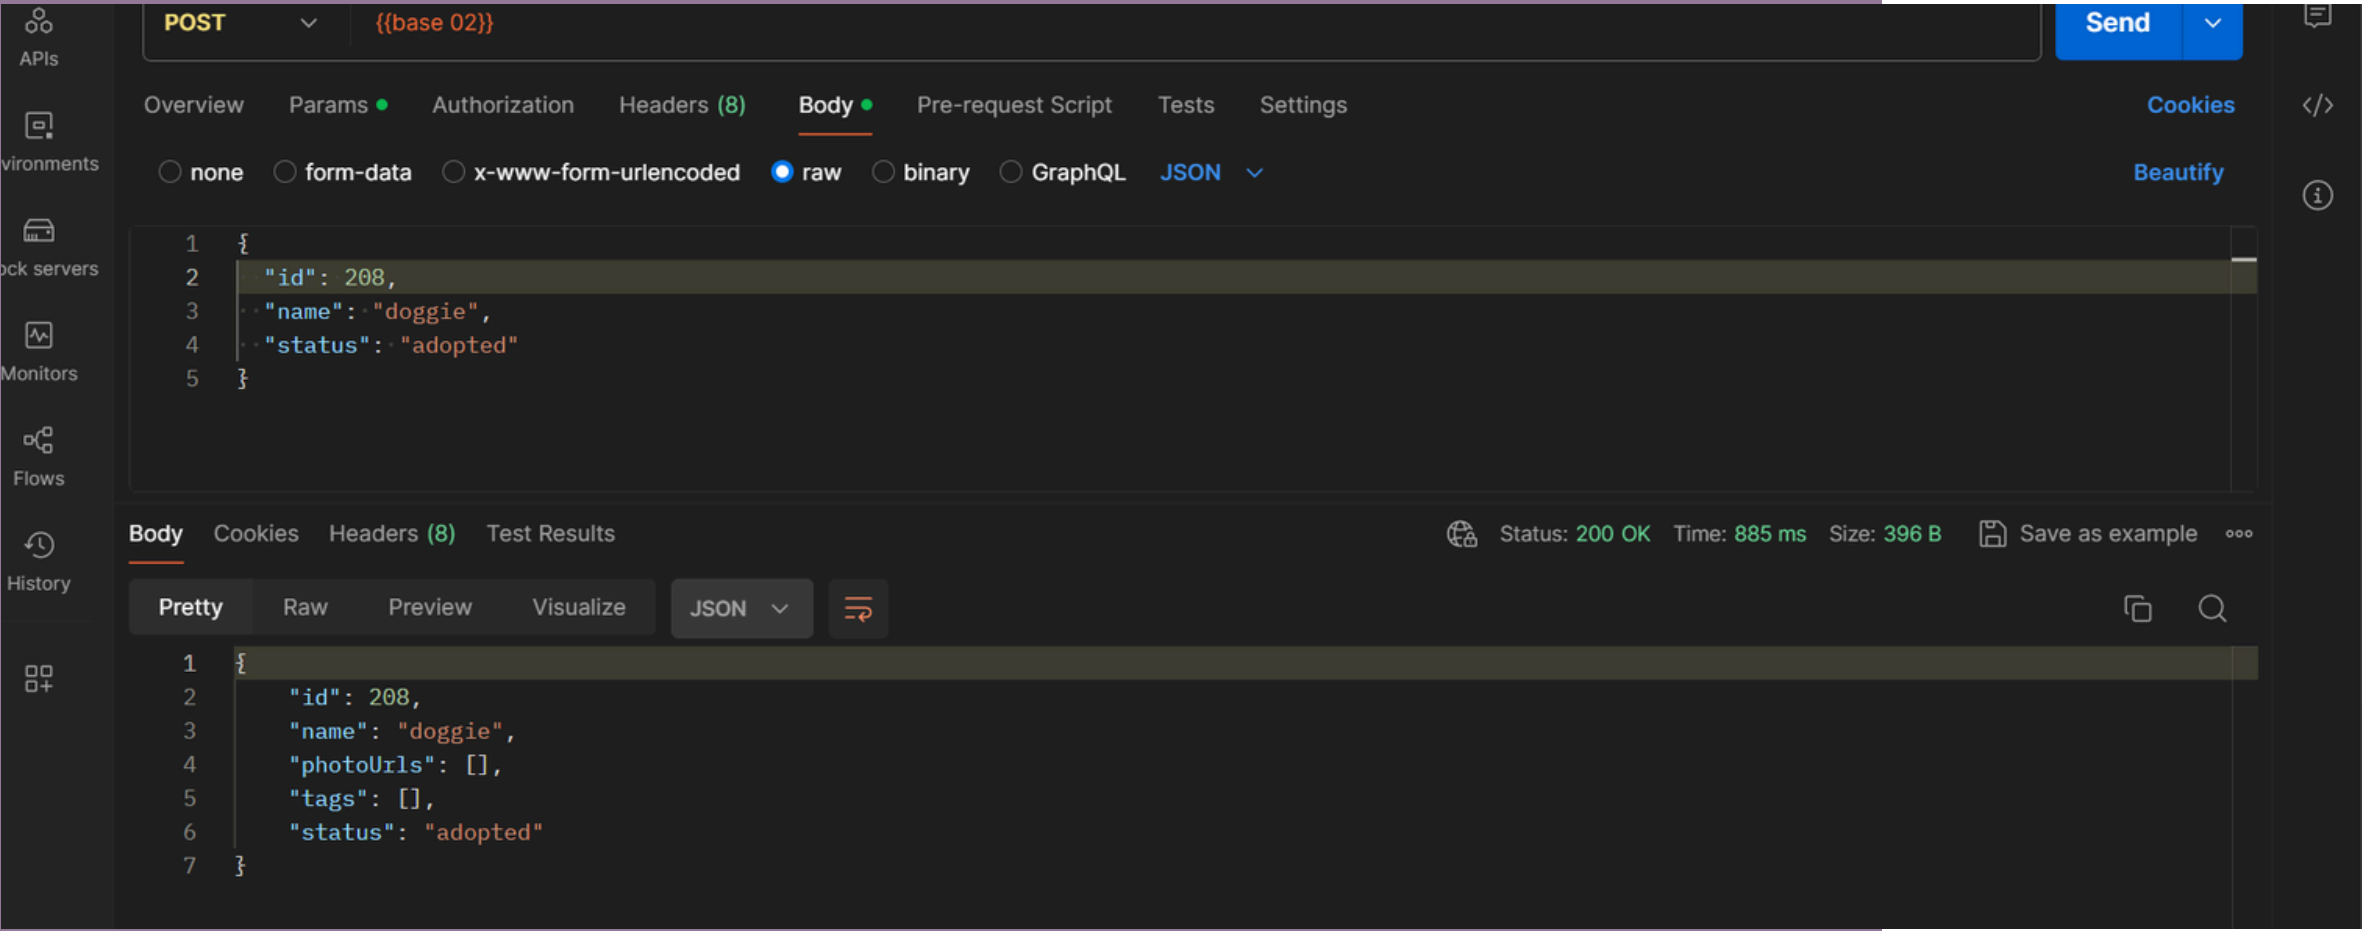 POST {{base 02}} Send
APIs
Overview Params Authorization Headers (8) Body Pre-request Script Tests Settings Cookies
vironments
none form-data x-www-form-urlencoded raw binary GraphQL JSON Beautify
ock servers
Monitors
Flows
History
1 {
2 "id": 208,
3 "name": "doggie",
4 "status": "adopted"
5 }
Body Cookies Headers (8) Test Results Status: 200 OK Time: 885 ms Size: 396 B Save as example
Pretty Raw Preview Visualize JSON
1 {
2 "id": 208,
3 "name": "doggie",
4 "photoUrls": [],
5 "tags": [],
6 "status": "adopted"
7 }